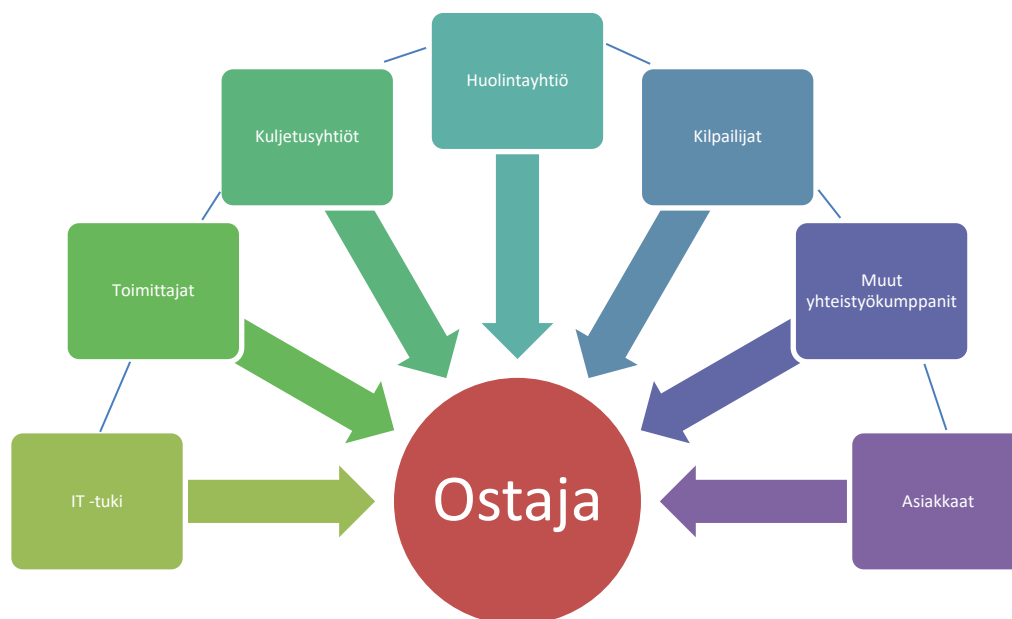 Huolintayhtiö
Kuljetusyhtiöt
Kilpailijat
Toimittajat
Muut
yhteistyökumppanit
IT -tuki
Ostaja
Asiakkaat